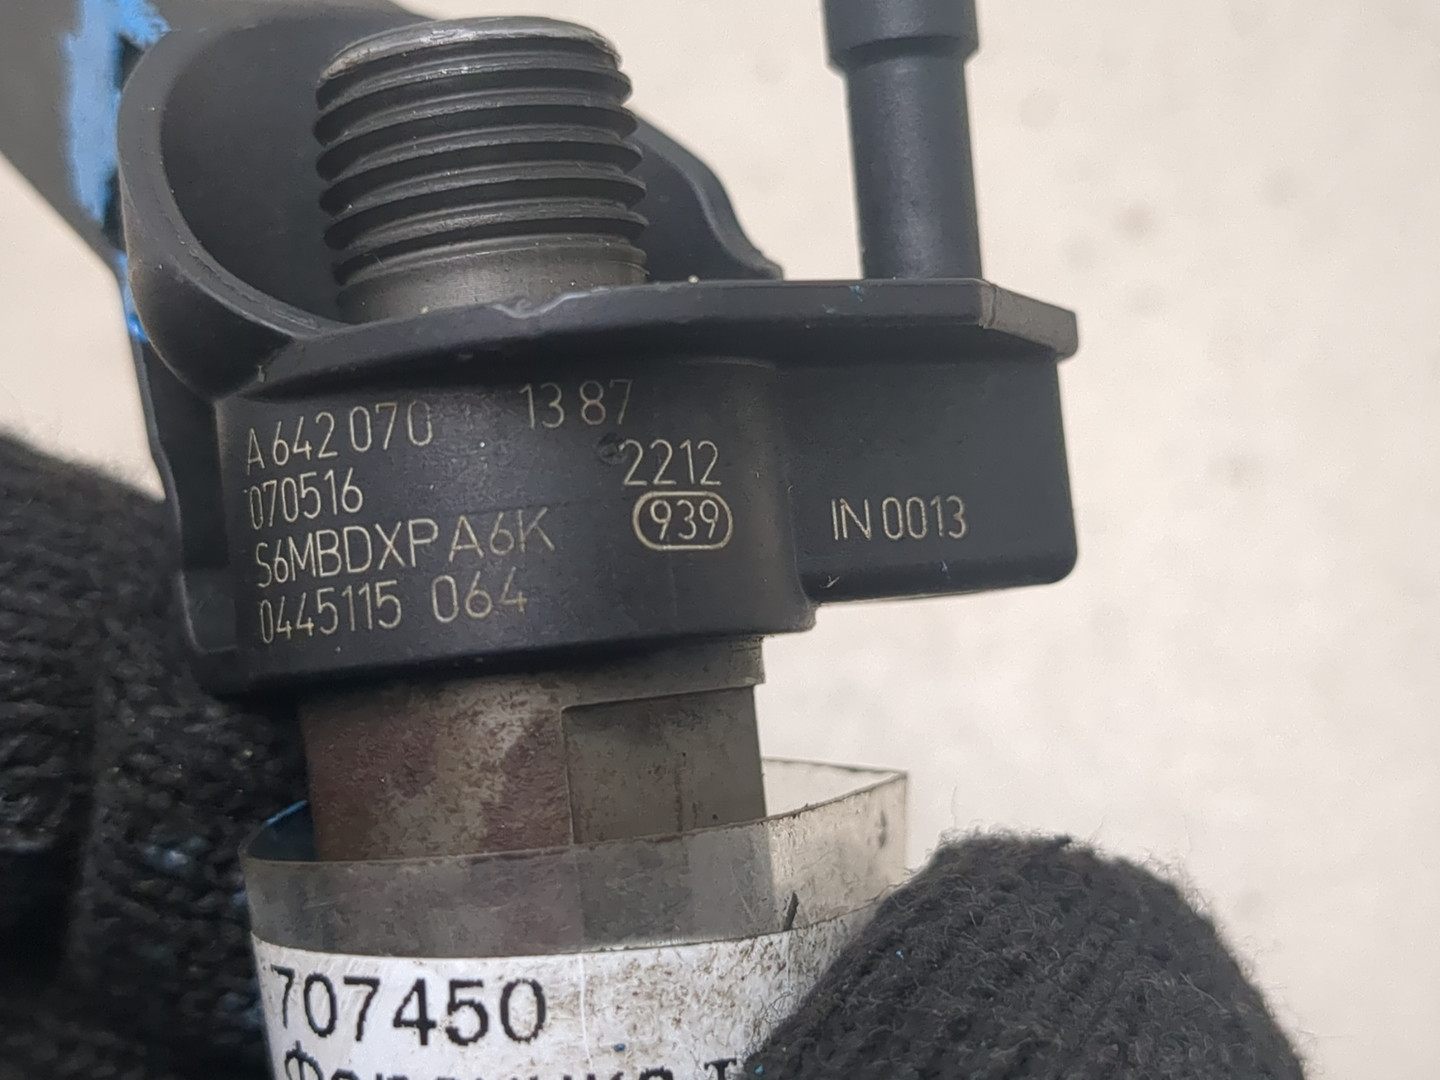 A 642 070 13 87
070516 2212
S6MBDXPA6K 939
0445115 064
IN 0013
707450